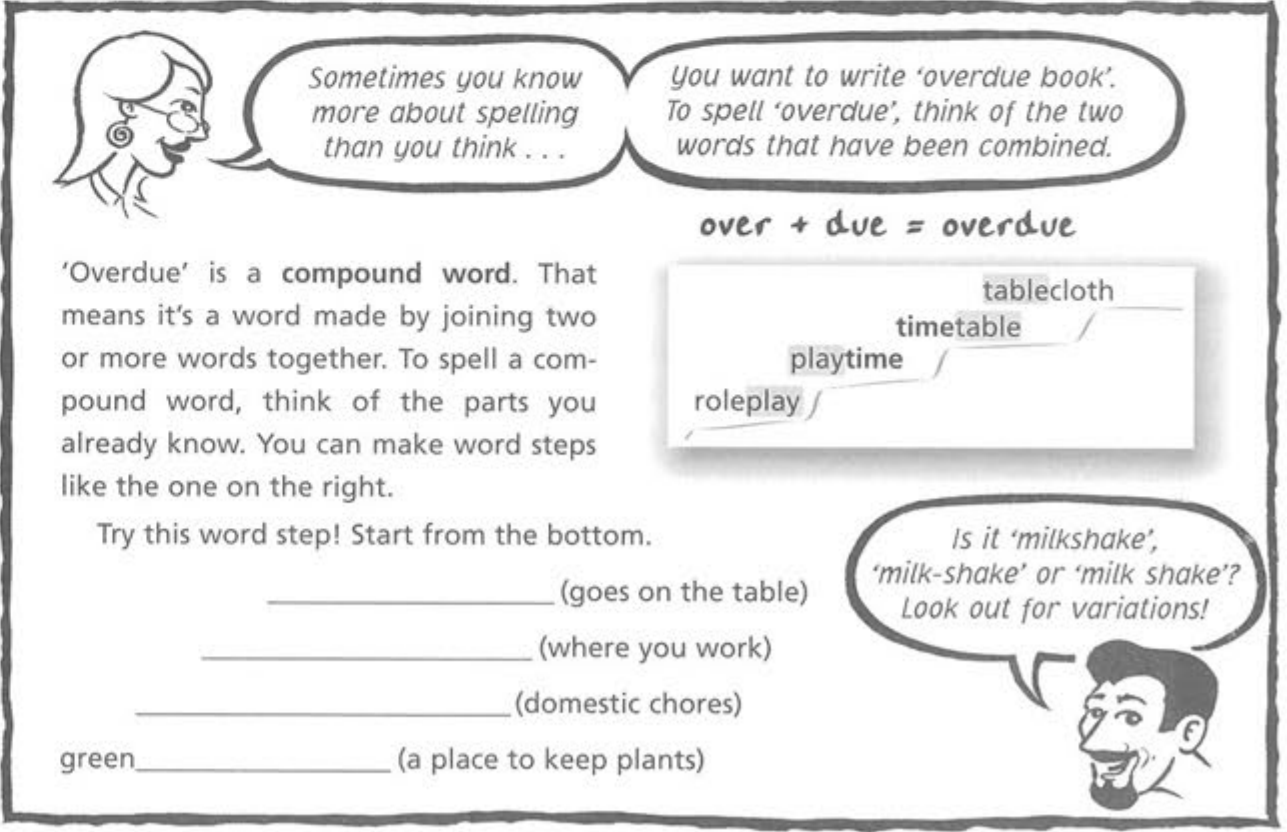 Sometimes you know
more about spelling
than you think . . .
You want to write ‘overdue book’.
To spell ‘overdue’, think of the two
words that have been combined.
over + due = overdue
‘Overdue’ is a compound word. That
means it’s a word made by joining two
or more words together. To spell a com-
pound word, think of the parts you
already know. You can make word steps
like the one on the right.
tablecloth
timetable
playtime
roleplay
Try this word step! Start from the bottom.
(goes on the table)
(where you work)
(domestic chores)
green (a place to keep plants)
Is it ‘milkshake’,
‘milk-shake’ or ‘milk shake’?
Look out for variations!